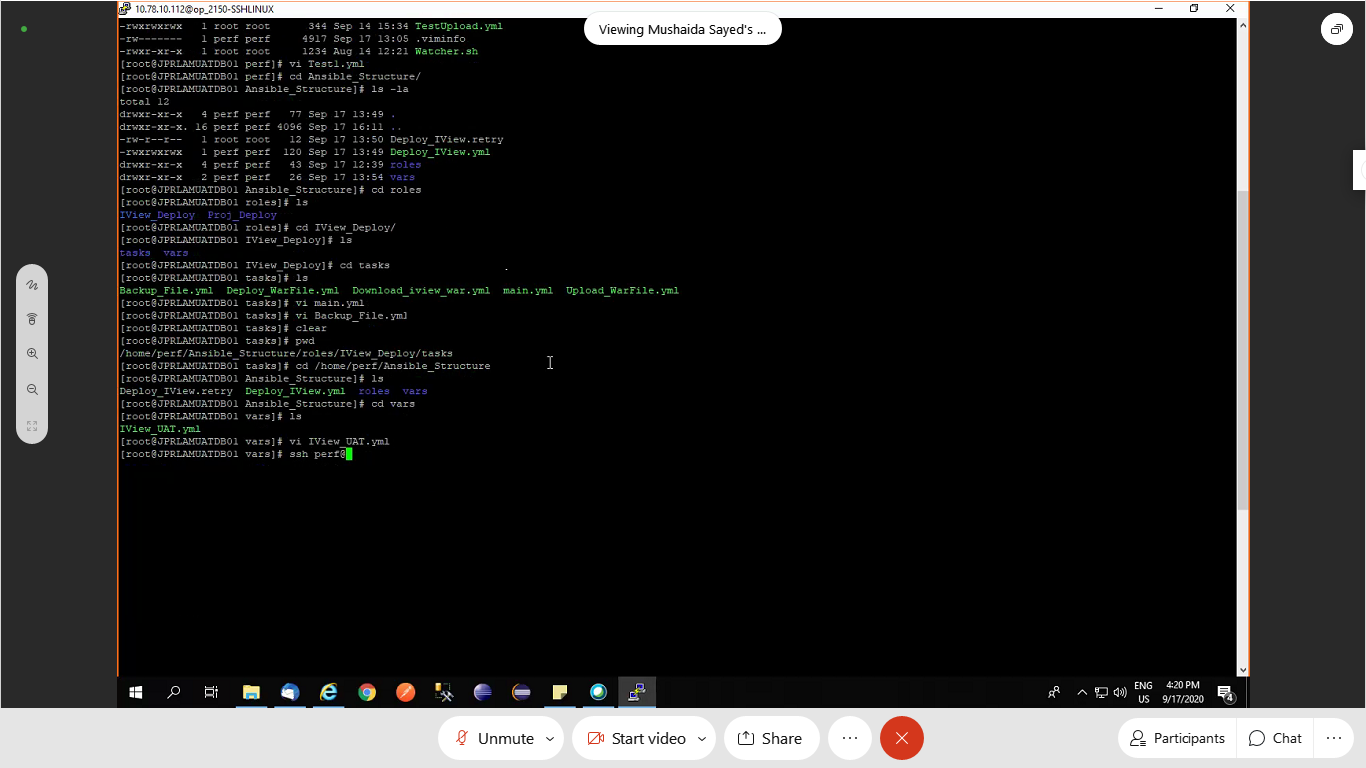 10.78.10.112@op_2150-SSHLINUX
Viewing Mushaida Sayed's ...
-rwxrwxrwx   1 root root     344 Sep 14 15:34 TestUpload.yml
-rw-------   1 perf perf    4917 Sep 17 13:05 .viminfo
-rwxr-xr-x   1 root root    1234 Aug 14 12:21 Watcher.sh
[root@JPRLAMUATDB01 perf]# vi Test1.yml
[root@JPRLAMUATDB01 perf]# cd Ansible_Structure/
[root@JPRLAMUATDB01 Ansible_Structure]# ls -la
total 12
drwxr-xr-x   4 perf perf   77 Sep 17 13:49 .
drwxr-xr-x. 16 perf perf 4096 Sep 17 16:11 ..
-rw-r--r--   1 root root   12 Sep 17 13:50 Deploy_IView.retry
-rwxrwxrwx   1 perf perf  120 Sep 17 13:49 Deploy_IView.yml
drwxr-xr-x   4 perf perf   43 Sep 17 12:39 roles
drwxr-xr-x   2 perf perf   26 Sep 17 13:54 vars
[root@JPRLAMUATDB01 Ansible_Structure]# cd roles
[root@JPRLAMUATDB01 roles]# ls
IView_Deploy  Proj_Deploy
[root@JPRLAMUATDB01 roles]# cd IView_Deploy/
[root@JPRLAMUATDB01 IView_Deploy]# ls
tasks  vars
[root@JPRLAMUATDB01 IView_Deploy]# cd tasks
[root@JPRLAMUATDB01 tasks]# ls
Backup_File.yml  Deploy_WarFile.yml  Download_iview_war.yml  main.yml  Upload_WarFile.yml
[root@JPRLAMUATDB01 tasks]# vi main.yml
[root@JPRLAMUATDB01 tasks]# vi Backup_File.yml
[root@JPRLAMUATDB01 tasks]# clear
[root@JPRLAMUATDB01 tasks]# pwd
/home/perf/Ansible_Structure/roles/IView_Deploy/tasks
[root@JPRLAMUATDB01 tasks]# cd /home/perf/Ansible_Structure
[root@JPRLAMUATDB01 Ansible_Structure]# ls
Deploy_IView.retry  Deploy_IView.yml  roles  vars
[root@JPRLAMUATDB01 Ansible_Structure]# cd vars
[root@JPRLAMUATDB01 vars]# ls
IView_UAT.yml
[root@JPRLAMUATDB01 vars]# vi IView_UAT.yml
[root@JPRLAMUATDB01 vars]# ssh perf@
ENG
US
4:20 PM
9/17/2020
4
Unmute
Start video
Share
Participants
Chat